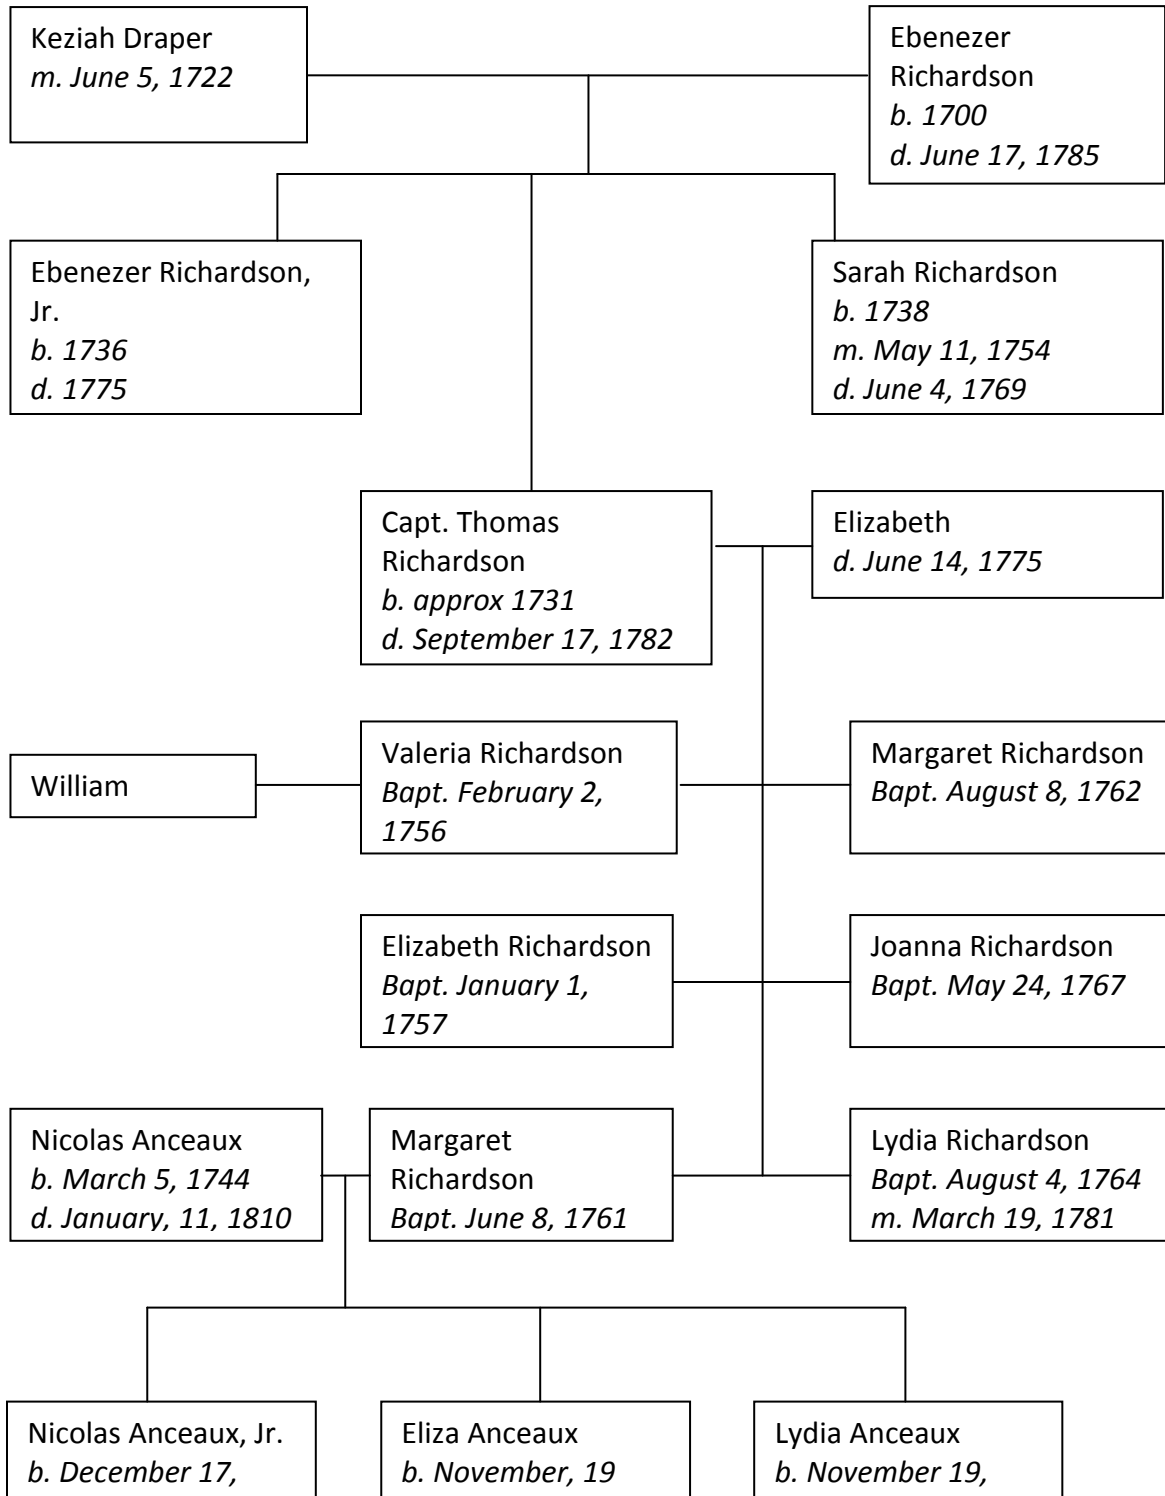 Keziah Draper
m. June 5, 1722
Ebenezer
Richardson
b. 1700
d. June 17, 1785
Ebenezer Richardson,
Jr.
b. 1736
d. 1775
Sarah Richardson
b. 1738
m. May 11, 1754
d. June 4, 1769
Capt. Thomas
Richardson
b. approx 1731
d. September 17, 1782
Elizabeth
d. June 14, 1775
William
Valeria Richardson
Bapt. February 2,
1756
Margaret Richardson
Bapt. August 8, 1762
Elizabeth Richardson
Bapt. January 1,
1757
Joanna Richardson
Bapt. May 24, 1767
Nicolas Anceaux
b. March 5, 1744
d. January, 11, 1810
Margaret
Richardson
Bapt. June 8, 1761
Lydia Richardson
Bapt. August 4, 1764
m. March 19, 1781
Nicolas Anceaux, Jr.
b. December 17,
Eliza Anceaux
b. November, 19
Lydia Anceaux
b. November 19,